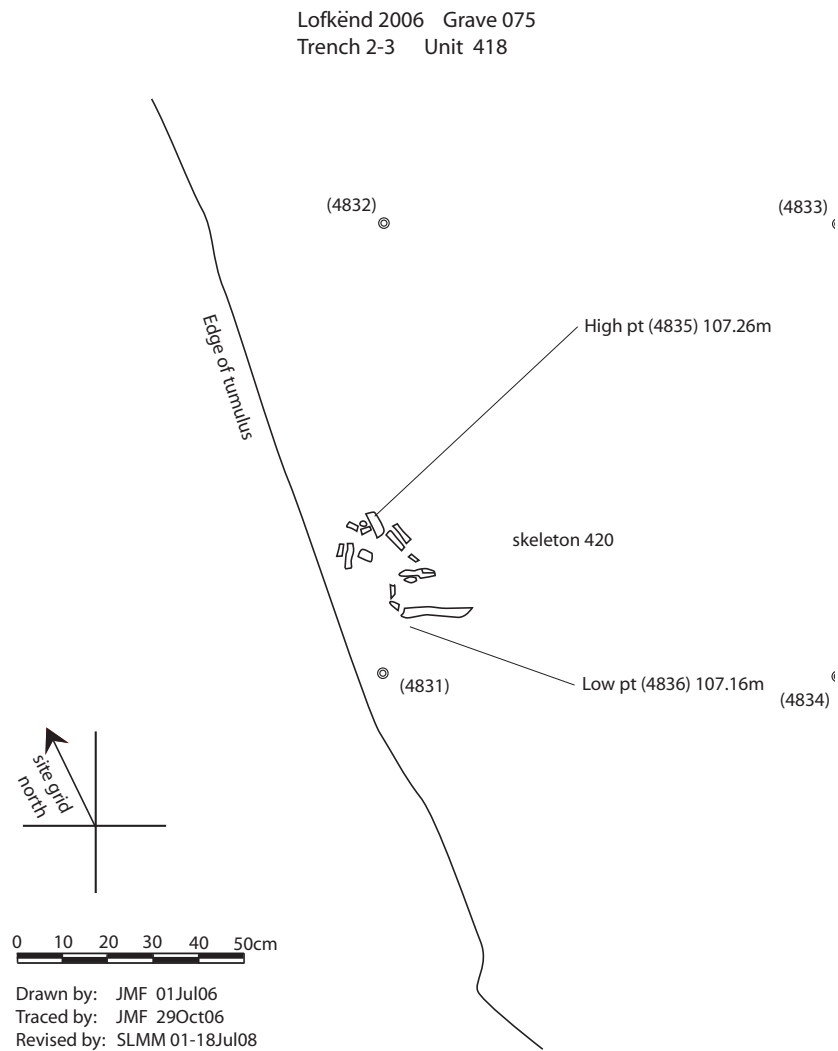 Lofkënd 2006 Grave 075
Trench 2-3 Unit 418
(4832)
(4833)
High pt (4835) 107.26m
Edge of tumulus
skeleton 420
(4831)
Low pt (4836) 107.16m
(4834)
site grid
north
0 10 20 30 40 50cm
Drawn by: JMF 01Jul06
Traced by: JMF 29Oct06
Revised by: SLMM 01-18Jul08